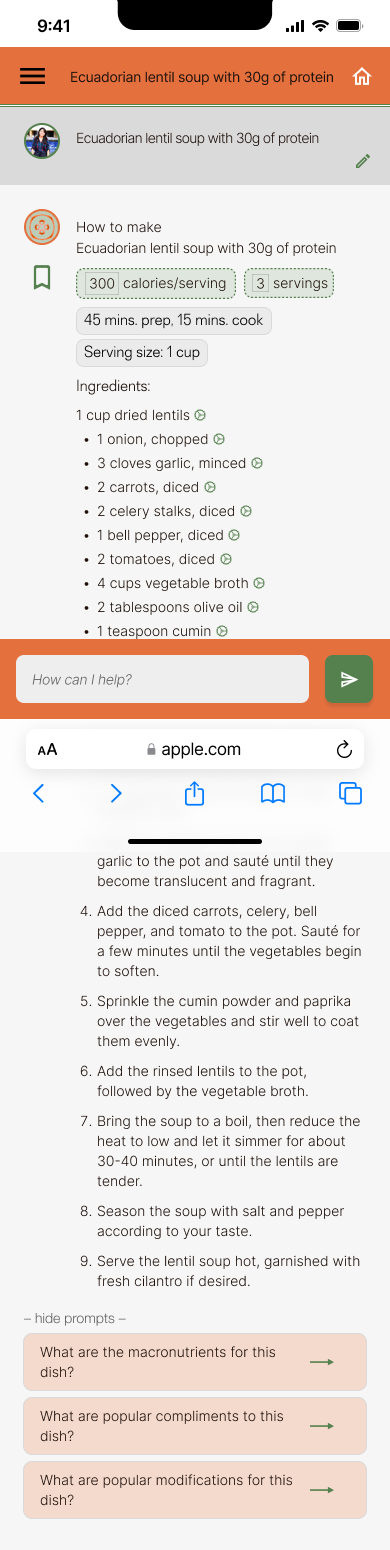 9:41
Ecuadorian lentil soup with 30g of protein
Ecuadorian lentil soup with 30g of protein
How to make
Ecuadorian lentil soup with 30g of protein
300 calories/serving
3 servings
45 mins. prep, 15 mins. cook
Serving size: 1 cup
Ingredients:
1 cup dried lentils
• 1 onion, chopped
• 3 cloves garlic, minced
• 2 carrots, diced
• 2 celery stalks, diced
• 1 bell pepper, diced
• 2 tomatoes, diced
• 4 cups vegetable broth
• 2 tablespoons olive oil
• 1 teaspoon cumin
How can I help?
AA
apple.com
garlic to the pot and sauté until they
become translucent and fragrant.
4. Add the diced carrots, celery, bell
pepper, and tomato to the pot. Sauté for
a few minutes until the vegetables begin
to soften.
5. Sprinkle the cumin powder and paprika
over the vegetables and stir well to coat
them evenly.
6. Add the rinsed lentils to the pot,
followed by the vegetable broth.
7. Bring the soup to a boil, then reduce the
heat to low and let it simmer for about
30-40 minutes, or until the lentils are
tender.
8. Season the soup with salt and pepper
according to your taste.
9. Serve the lentil soup hot, garnished with
fresh cilantro if desired.
– hide prompts –
What are the macronutrients for this
dish?
What are popular compliments to this
dish?
What are popular modifications for this
dish?